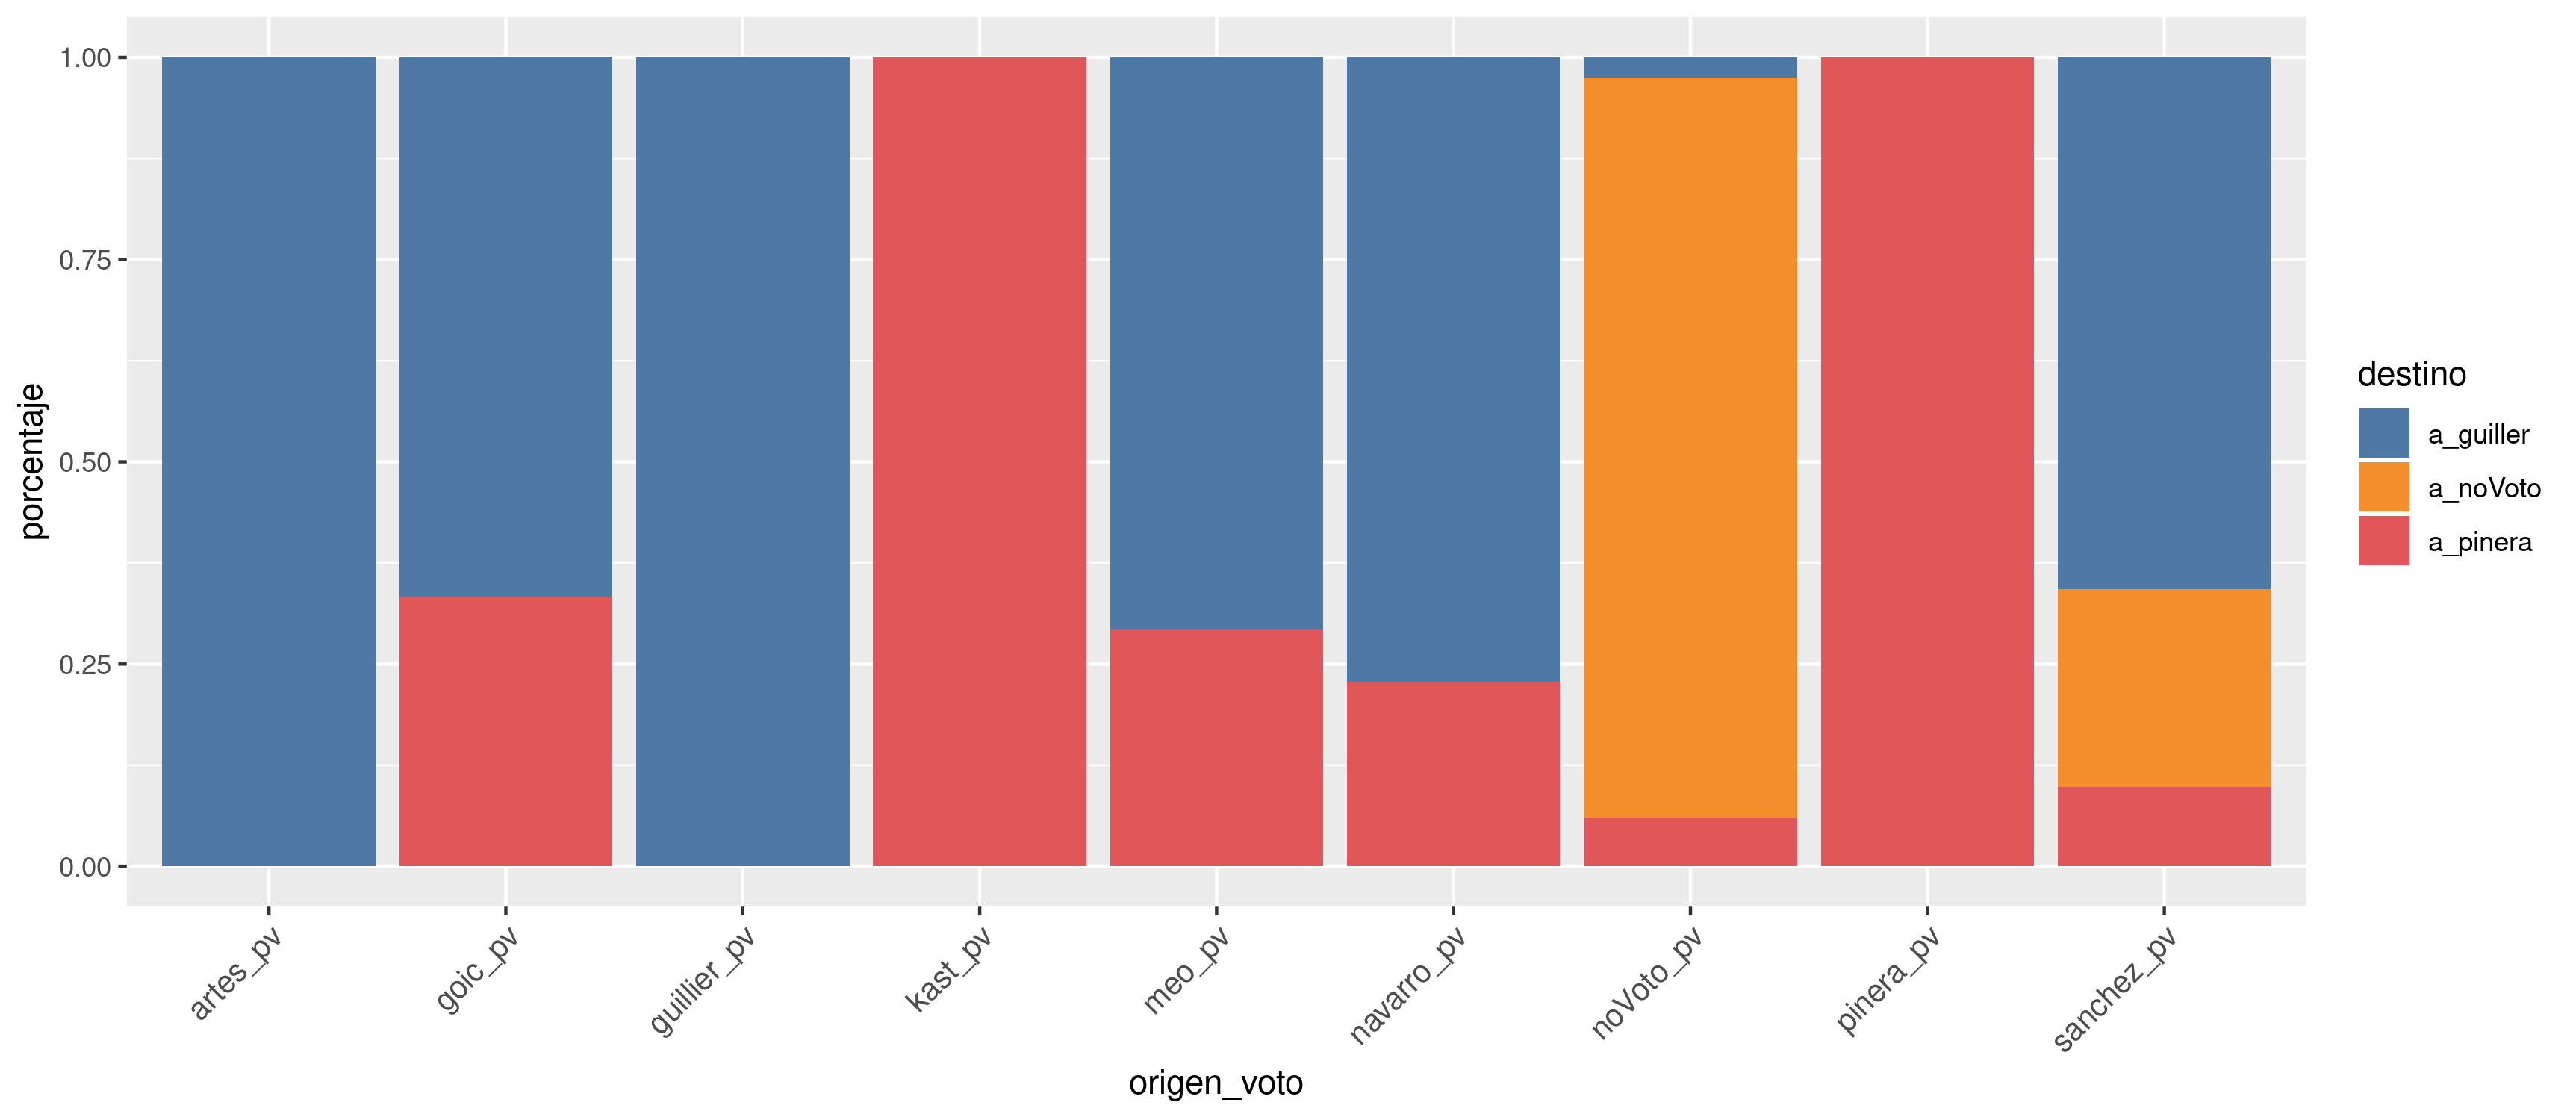 porcentaje
1.00
0.75
0.50
0.25
0.00
artes_pv
goic_pv
guillier_pv
kast_pv
meo_pv
navarro_pv
noVoto_pv
pinera_pv
sanchez_pv
origen_voto
destino
a_guiller
a_noVoto
a_pinera